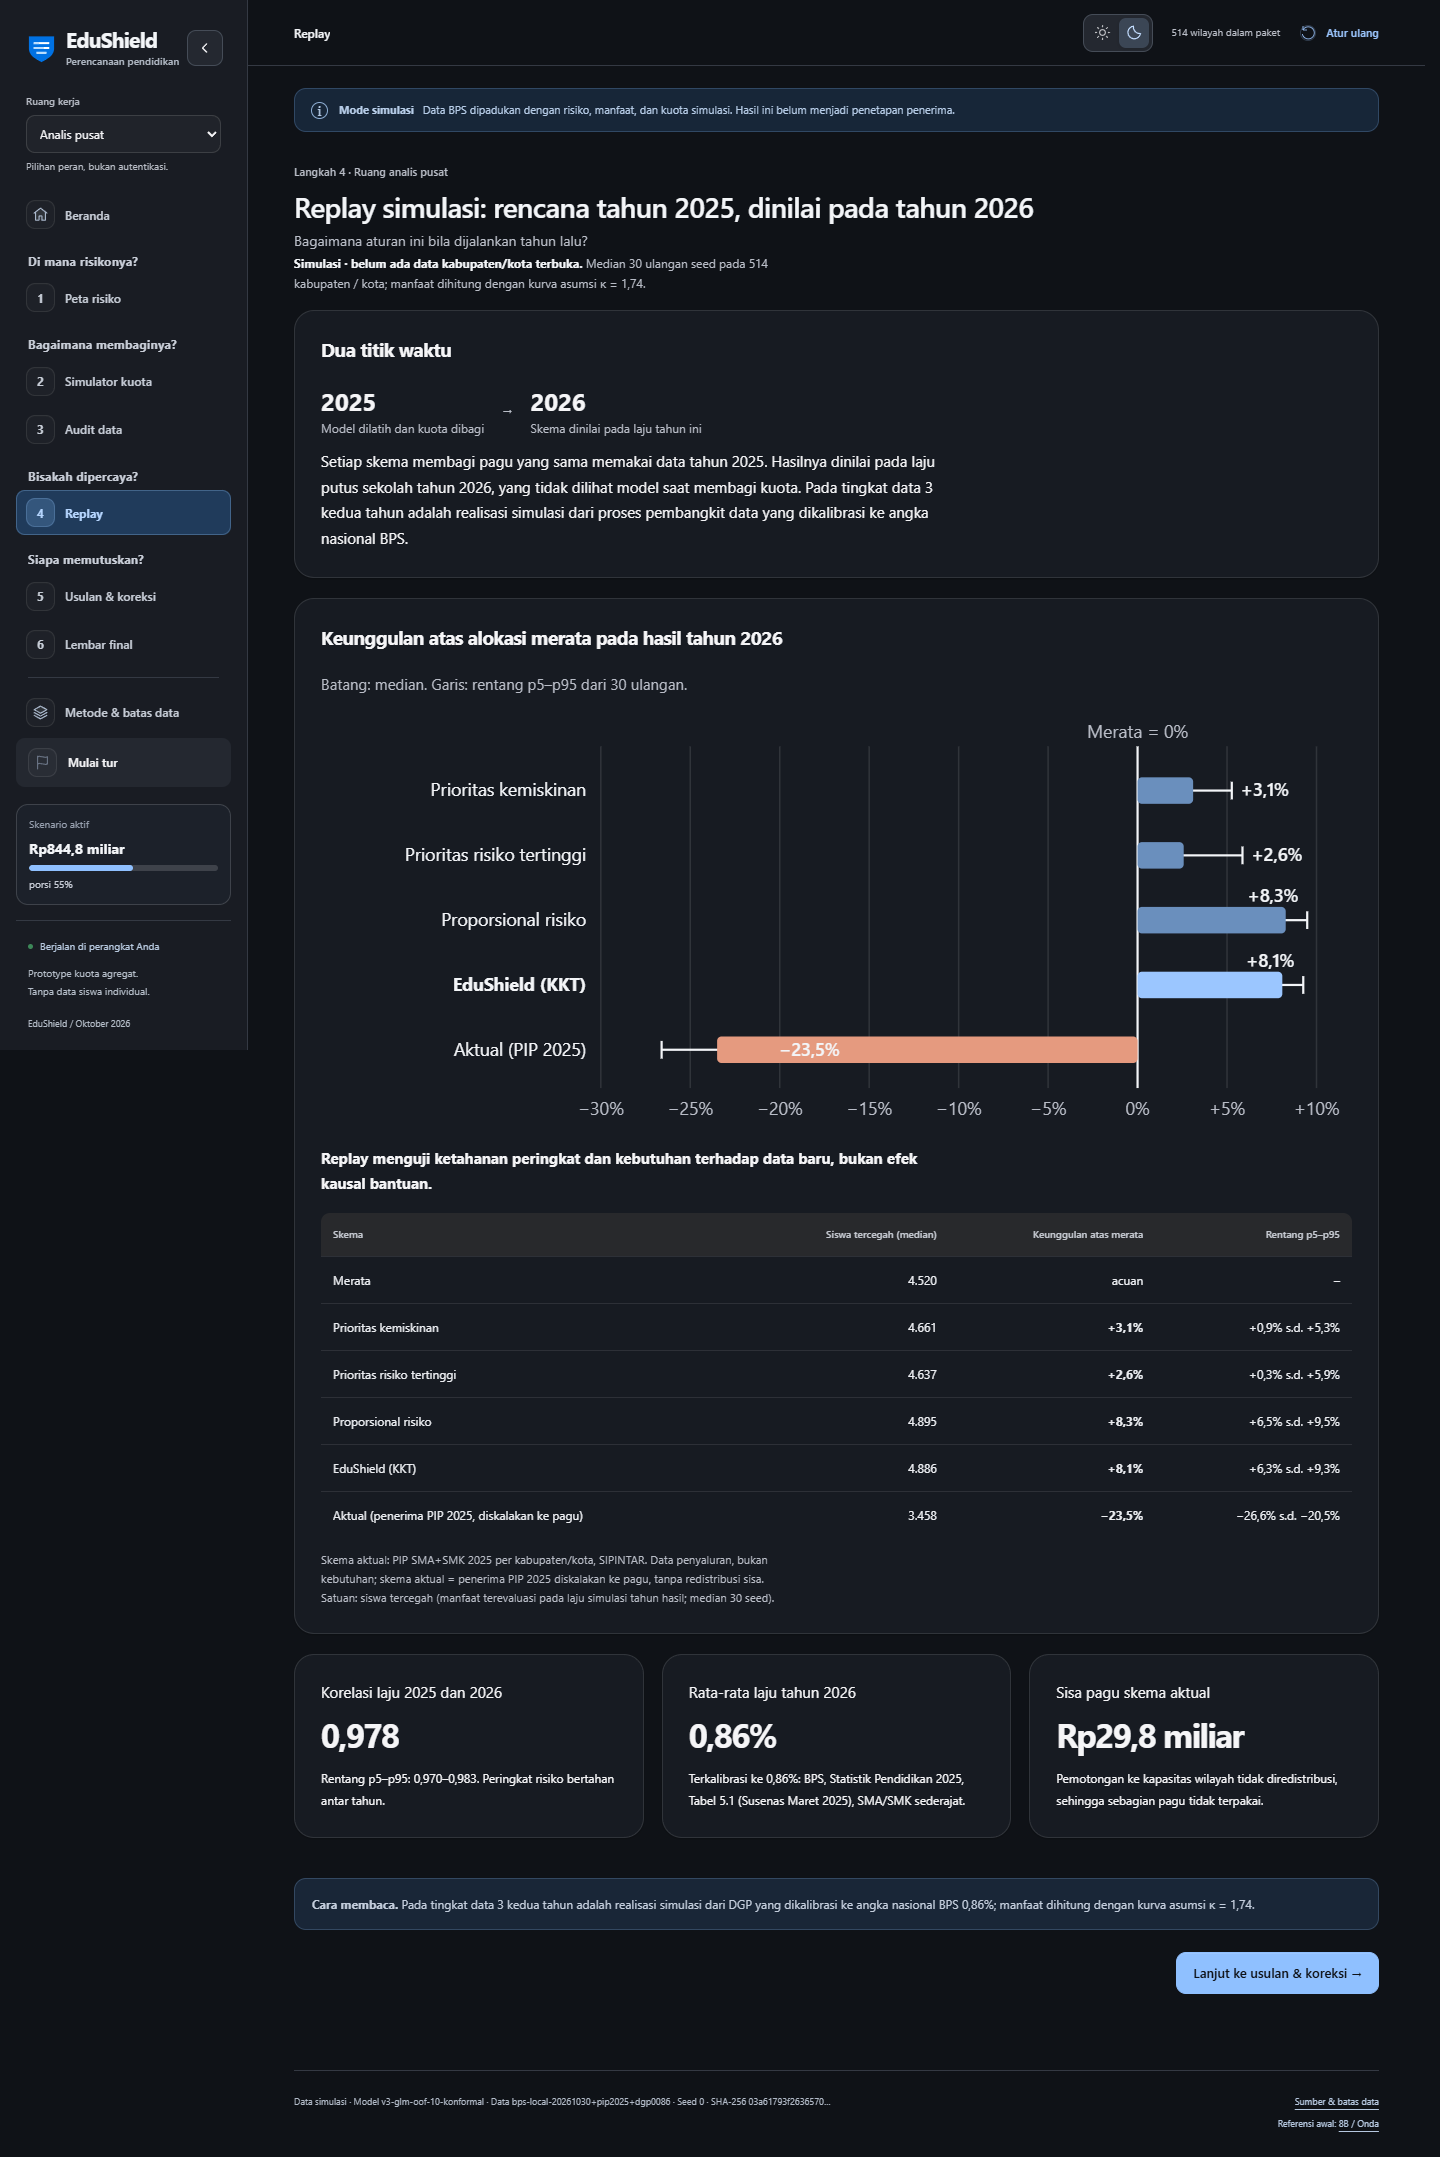 EduShield
Perencanaan pendidikan
Ruang kerja
Analis pusat
Pilihan peran, bukan autentikasi.
Beranda
Di mana risikonya?
1 Peta risiko
Bagaimana membaginya?
2 Simulator kuota
3 Audit data
Bisakah dipercaya?
4 Replay
Siapa memutuskan?
5 Usulan & koreksi
6 Lembar final
Metode & batas data
Mulai tur
Skenario aktif
Rp844,8 miliar
porsi 55%
Berjalan di perangkat Anda
Prototype kuota agregat.
Tanpa data siswa individual.
EduShield / Oktober 2026
Replay
514 wilayah dalam paket
Atur ulang
Mode simulasi Data BPS dipadukan dengan risiko, manfaat, dan kuota simulasi. Hasil ini belum menjadi penetapan penerima.
Langkah 4 · Ruang analis pusat
Replay simulasi: rencana tahun 2025, dinilai pada tahun 2026
Bagaimana aturan ini bila dijalankan tahun lalu?
Simulasi · belum ada data kabupaten/kota terbuka. Median 30 ulangan seed pada 514
kabupaten / kota; manfaat dihitung dengan kurva asumsi κ = 1,74.
Dua titik waktu
2025 → 2026
Model dilatih dan kuota dibagi Skema dinilai pada laju tahun ini
Setiap skema membagi pagu yang sama memakai data tahun 2025. Hasilnya dinilai pada laju
putus sekolah tahun 2026, yang tidak dilihat model saat membagi kuota. Pada tingkat data 3
kedua tahun adalah realisasi simulasi dari proses pembangkit data yang dikalibrasi ke angka
nasional BPS.
Keunggulan atas alokasi merata pada hasil tahun 2026
Batang: median. Garis: rentang p5–p95 dari 30 ulangan.
Merata = 0%
Prioritas kemiskinan +3,1%
Prioritas risiko tertinggi +2,6%
Proporsional risiko +8,3%
EduShield (KKT) +8,1%
Aktual (PIP 2025) −23,5%
−30% −25% −20% −15% −10% −5% 0% +5% +10%
Replay menguji ketahanan peringkat dan kebutuhan terhadap data baru, bukan efek
kausal bantuan.
Skema Siswa tercegah (median) Keunggulan atas merata Rentang p5–p95
Merata 4.520 acuan –
Prioritas kemiskinan 4.661 +3,1% +0,9% s.d. +5,3%
Prioritas risiko tertinggi 4.637 +2,6% +0,3% s.d. +5,9%
Proporsional risiko 4.895 +8,3% +6,5% s.d. +9,5%
EduShield (KKT) 4.886 +8,1% +6,3% s.d. +9,3%
Aktual (penerima PIP 2025, diskalakan ke pagu) 3.458 −23,5% −26,6% s.d. −20,5%
Skema aktual: PIP SMA+SMK 2025 per kabupaten/kota, SIPINTAR. Data penyaluran, bukan
kebutuhan; skema aktual = penerima PIP 2025 diskalakan ke pagu, tanpa redistribusi sisa.
Satuan: siswa tercegah (manfaat terevaluasi pada laju simulasi tahun hasil; median 30 seed).
Korelasi laju 2025 dan 2026
0,978
Rentang p5–p95: 0,970–0,983. Peringkat risiko bertahan
antar tahun.
Rata-rata laju tahun 2026
0,86%
Terkalibrasi ke 0,86%: BPS, Statistik Pendidikan 2025,
Tabel 5.1 (Susenas Maret 2025), SMA/SMK sederajat.
Sisa pagu skema aktual
Rp29,8 miliar
Pemotongan ke kapasitas wilayah tidak diredistribusi,
sehingga sebagian pagu tidak terpakai.
Cara membaca. Pada tingkat data 3 kedua tahun adalah realisasi simulasi dari DGP yang dikalibrasi ke angka nasional BPS 0,86%; manfaat dihitung dengan kurva asumsi κ = 1,74.
Lanjut ke usulan & koreksi →
Data simulasi · Model v3-glm-oof-10-konformal · Data bps-local-20261030+pip2025+dgp0086 · Seed 0 · SHA-256 03a61793f2636570…
Sumber & batas data
Referensi awal: 8B / Onda